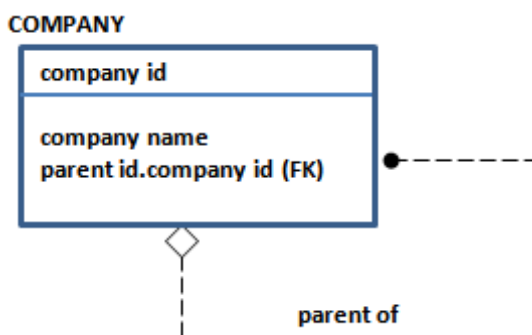 COMPANY
company id
company name
parent id.company id (FK)
parent of